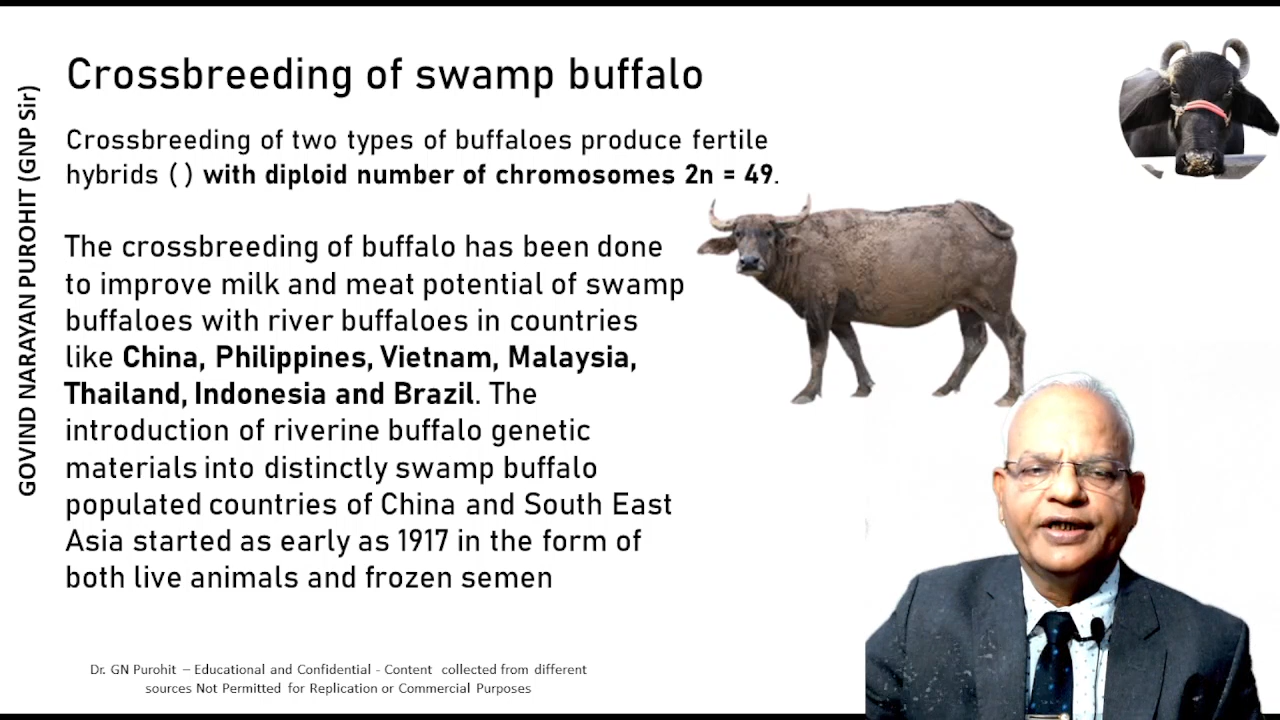 GOVIND NARAYAN PUROHIT (GNP Sir)
Crossbreeding of swamp buffalo
Crossbreeding of two types of buffaloes produce fertile
hybrids ( ) with diploid number of chromosomes 2n = 49.
The crossbreeding of buffalo has been done
to improve milk and meat potential of swamp
buffaloes with river buffaloes in countries
like China, Philippines, Vietnam, Malaysia,
Thailand, Indonesia and Brazil. The
introduction of riverine buffalo genetic
materials into distinctly swamp buffalo
populated countries of China and South East
Asia started as early as 1917 in the form of
both live animals and frozen semen
Dr. GN Purohit – Educational and Confidential - Content collected from different
sources Not Permitted for Replication or Commercial Purposes